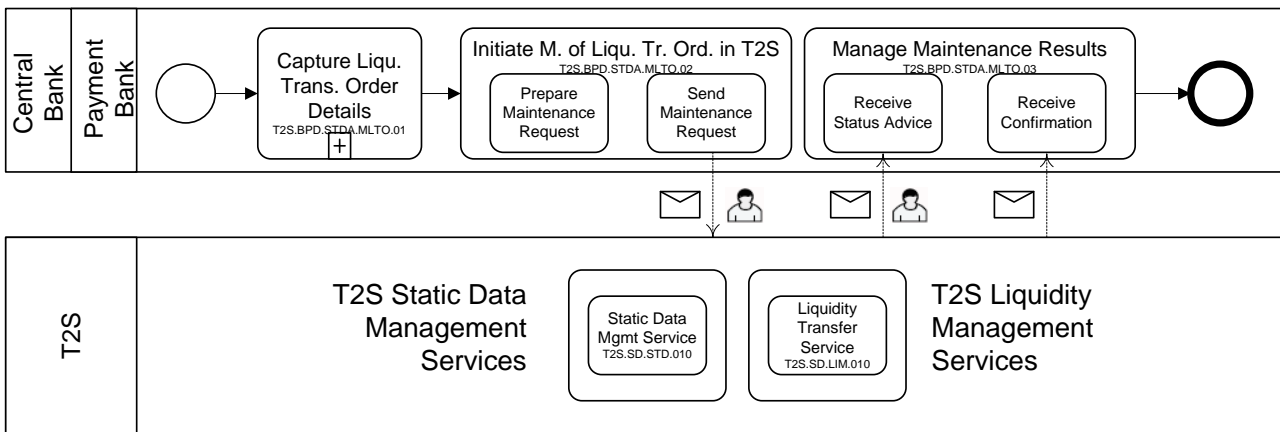 Central
Bank
Payment
Bank
Capture Liqu.
Trans. Order
Details
T2S.BPD.STDA.MLTO.01
+
Initiate M. of Liqu. Tr. Ord. in T2S
T2S.BPD.STDA.MLTO.02
Prepare
Maintenance
Request
Send
Maintenance
Request
Manage Maintenance Results
T2S.BPD.STDA.MLTO.03
Receive
Status Advice
Receive
Confirmation
T2S
T2S Static Data
Management
Services
Static Data
Mgmt Service
T2S.SD.STD.010
Liquidity
Transfer
Service
T2S.SD.LIM.010
T2S Liquidity
Management
Services